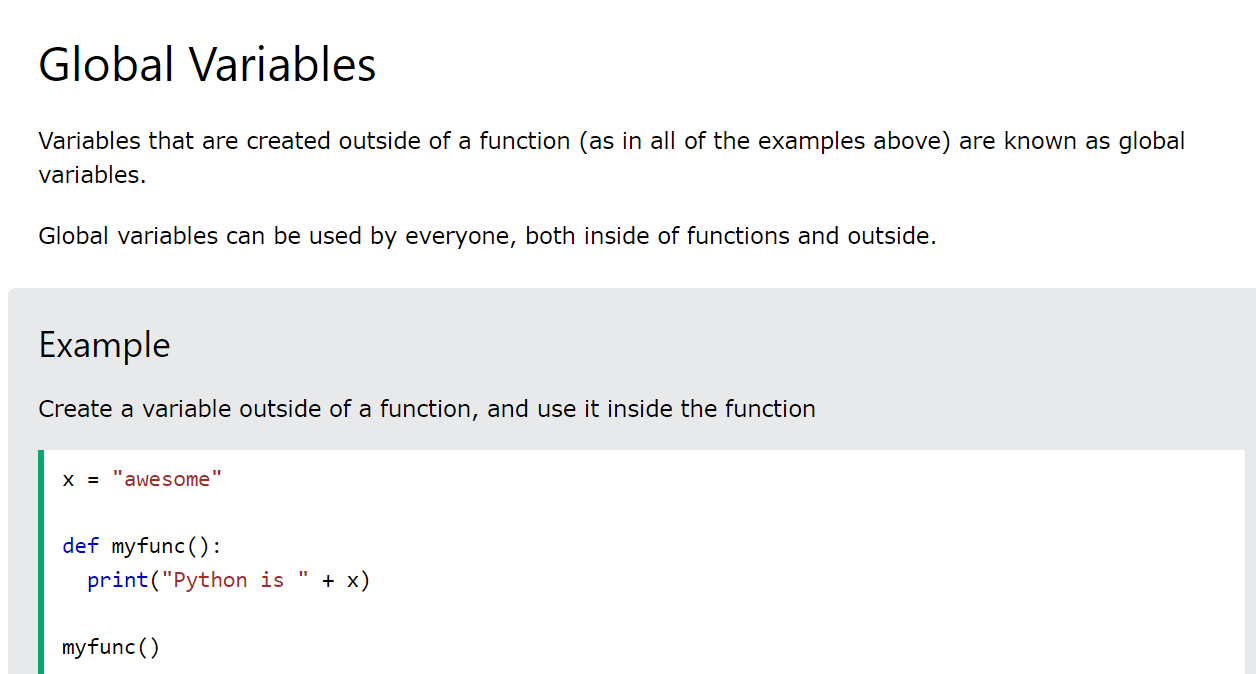 Global Variables
Variables that are created outside of a function (as in all of the examples above) are known as global
variables.
Global variables can be used by everyone, both inside of functions and outside.
Example
Create a variable outside of a function, and use it inside the function
x = "awesome"
def myfunc():
  print("Python is " + x)
myfunc()